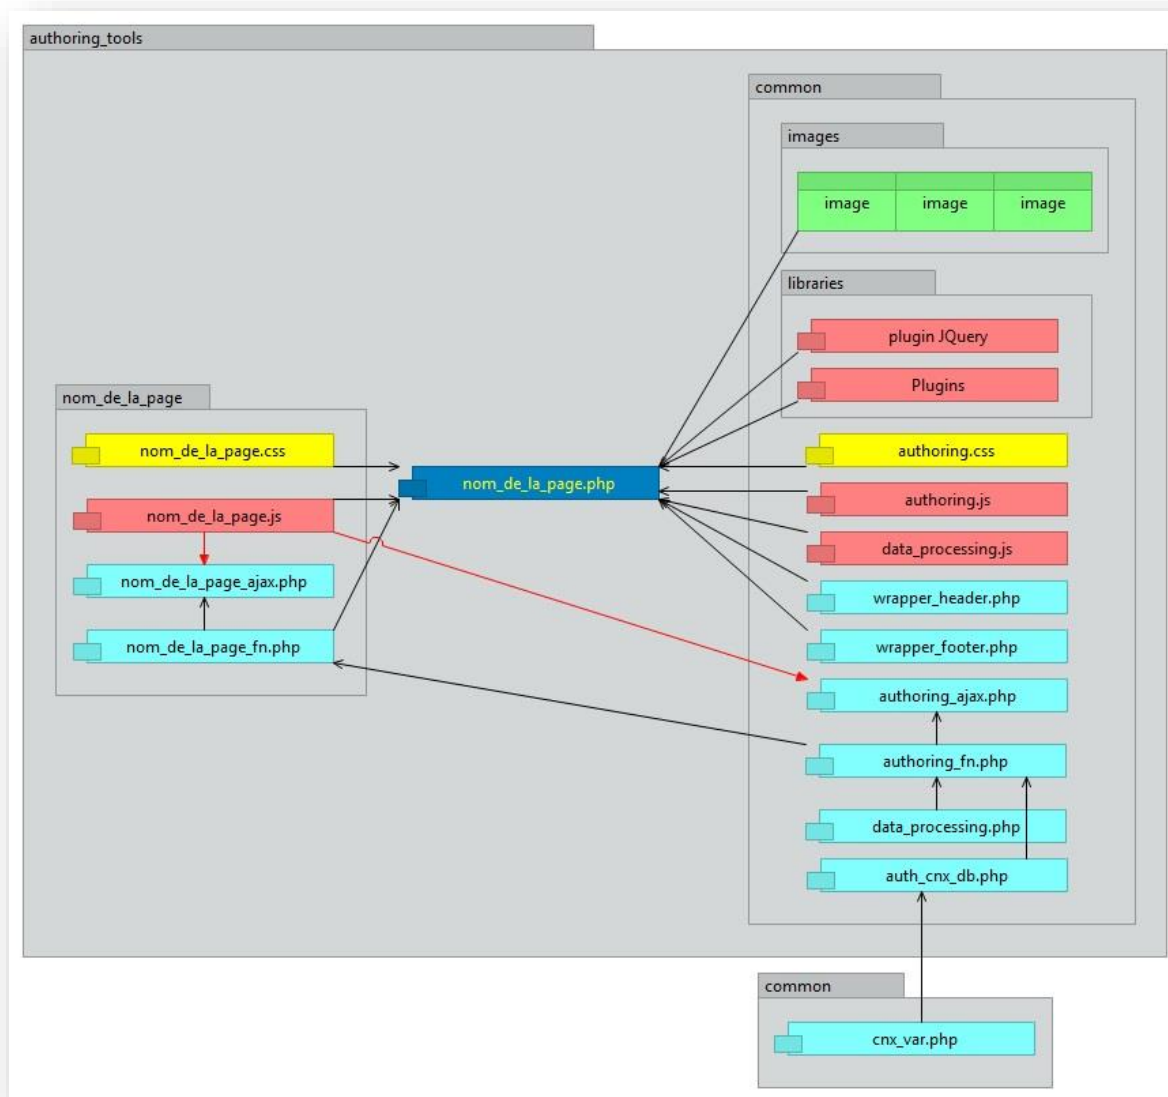 authoring_tools
common
images
image image image
libraries
plugin JQuery
Plugins
nom_de_la_page
nom_de_la_page.css
nom_de_la_page.js
nom_de_la_page_ajax.php
nom_de_la_page_fn.php
nom_de_la_page.php
authoring.css
authoring.js
data_processing.js
wrapper_header.php
wrapper_footer.php
authoring_ajax.php
authoring_fn.php
data_processing.php
auth_cnx_db.php
common
cnx_var.php